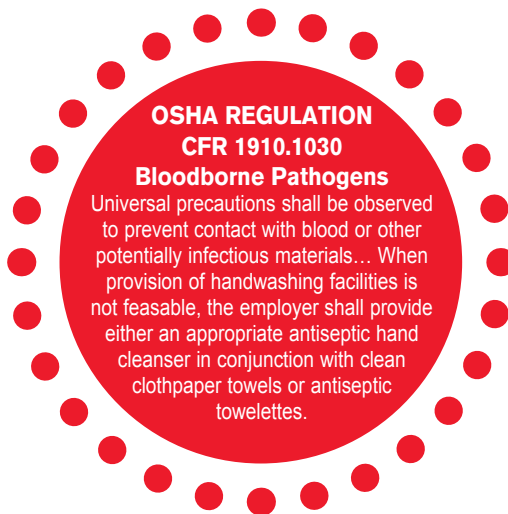 OSHA REGULATION
CFR 1910.1030
Bloodborne Pathogens
Universal precautions shall be observed
to prevent contact with blood or other
potentially infectious materials… When
provision of handwashing facilities is
not feasable, the employer shall provide
either an appropriate antiseptic hand
cleanser in conjunction with clean
clothpaper towels or antiseptic
towelettes.